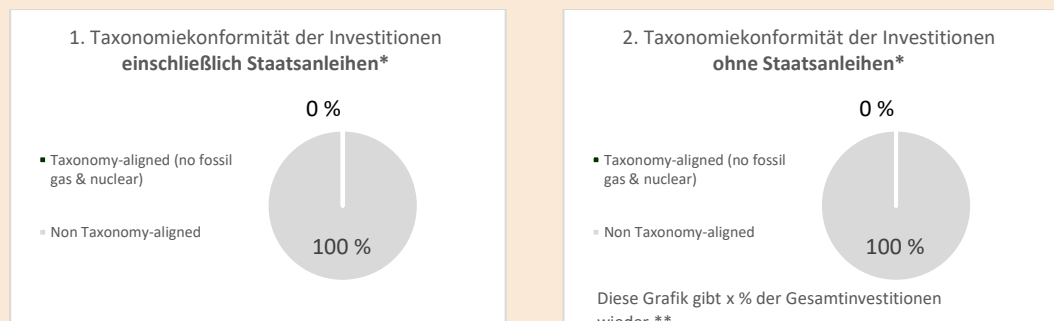 1. Taxonomiekonformität der Investitionen
einschließlich Staatsanleihen*
0 %
Taxonomy-aligned (no fossil
gas & nuclear)
Non Taxonomy-aligned
100 %
2. Taxonomiekonformität der Investitionen
ohne Staatsanleihen*
0 %
Taxonomy-aligned (no fossil
gas & nuclear)
Non Taxonomy-aligned
100 %
Diese Grafik gibt x % der Gesamtinvestitionen
wieder.**